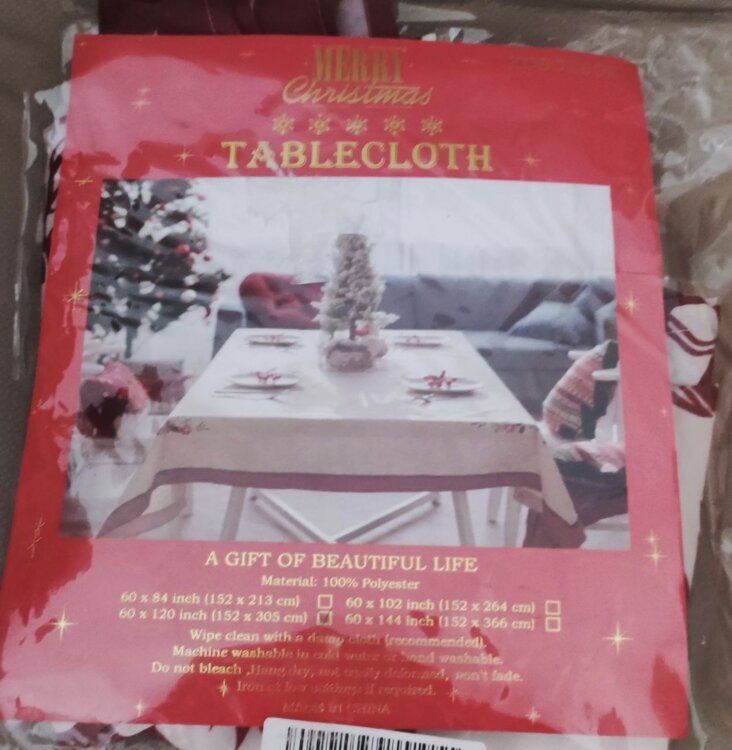 MERRY
Christmas
TABLECLOTH
A GIFT OF BEAUTIFUL LIFE
Material: 100% Polyester
60 x 84 inch (152 x 213 cm) 60 x 102 inch (152 x 264 cm)
60 x 120 inch (152 x 305 cm) 60 x 144 inch (152 x 366 cm)
Wipe clean with a damp cloth (recommended).
Machine washable in cold water or hand washable.
Do not bleach ,Hang dry, not easily deformed, won't fade.
Iron at low settings if required.
MADE IN CHINA